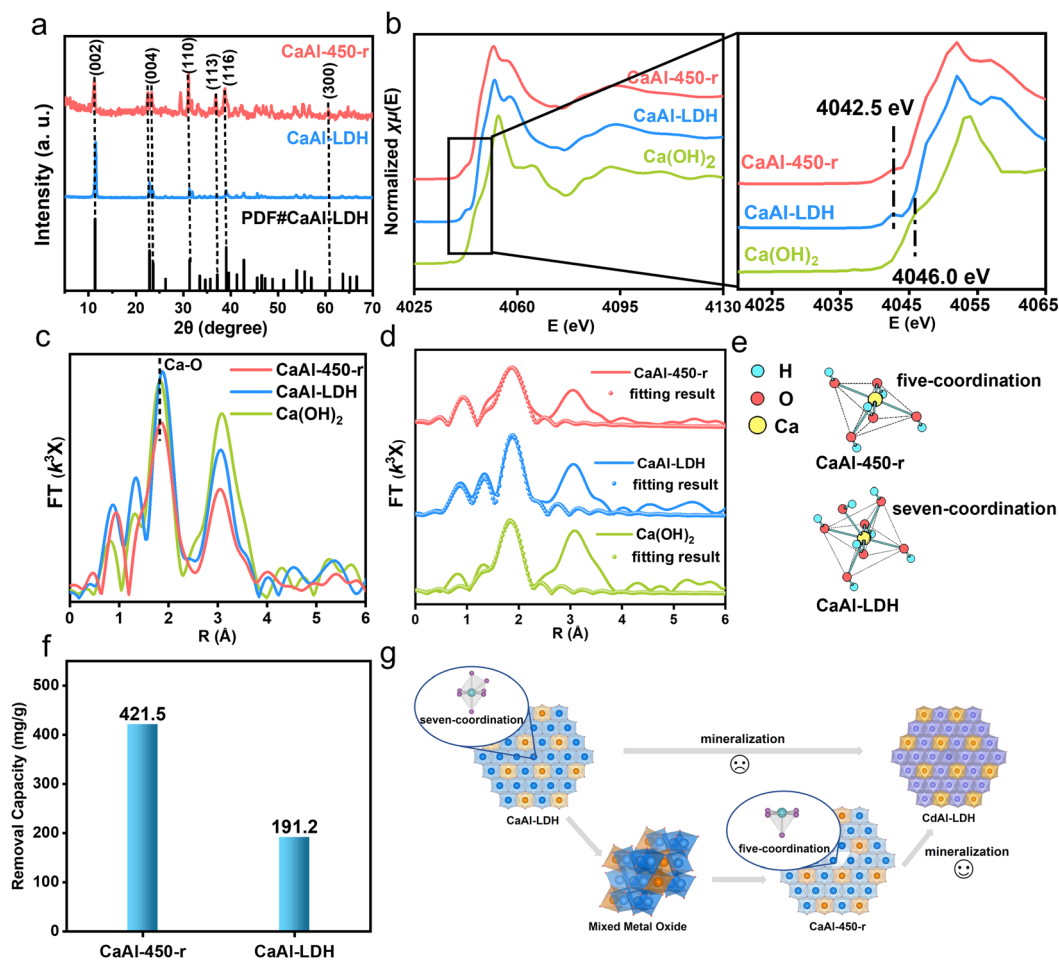 a
Intensity (a. u.)
CaAl-450-r
(002)
(004)
(110)
(113)
(116)
(300)
CaAl-LDH
PDF#CaAl-LDH
10 20 30 40 50 60 70
2θ (degree)
b
Normalized χμ(E)
CaAl-450-r
CaAl-LDH
Ca(OH)2
4025 4060 4095 4130
E (eV)
4042.5 eV
CaAl-450-r
CaAl-LDH
Ca(OH)2
4046.0 eV
4025 4035 4045 4055 4065
E (eV)
c
FT (k³X)
Ca-O
CaAl-450-r
CaAl-LDH
Ca(OH)2
0 1 2 3 4 5 6
R (Å)
d
FT (k³X)
CaAl-450-r
fitting result
CaAl-LDH
fitting result
Ca(OH)2
fitting result
0 1 2 3 4 5 6
R (Å)
e
H
O
Ca
five-coordination
CaAl-450-r
seven-coordination
CaAl-LDH
f
Removal Capacity (mg/g)
500
400
300
200
100
0
421.5
191.2
CaAl-450-r CaAl-LDH
g
seven-coordination
CaAl-LDH
mineralization
CdAl-LDH
Mixed Metal Oxide
five-coordination
CaAl-450-r
mineralization